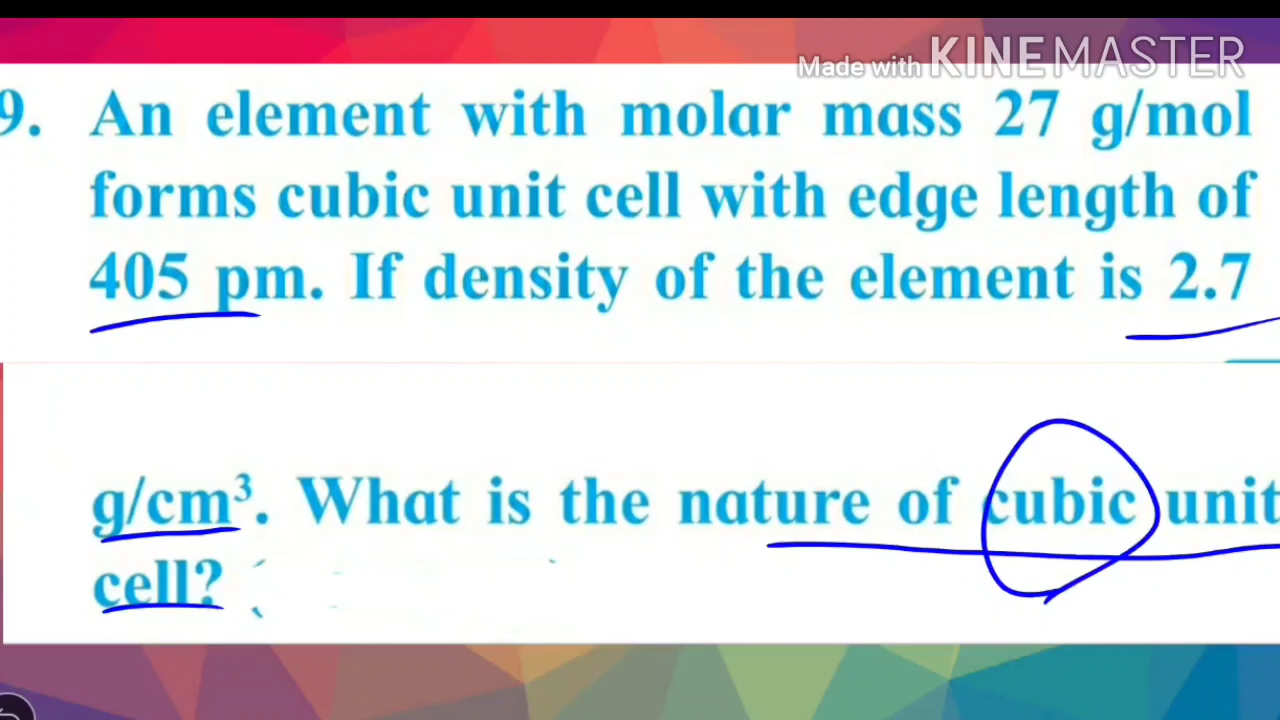 Made with KINEMASTER
9. An element with molar mass 27 g/mol
forms cubic unit cell with edge length of
405 pm. If density of the element is 2.7
g/cm³. What is the nature of cubic unit
cell?